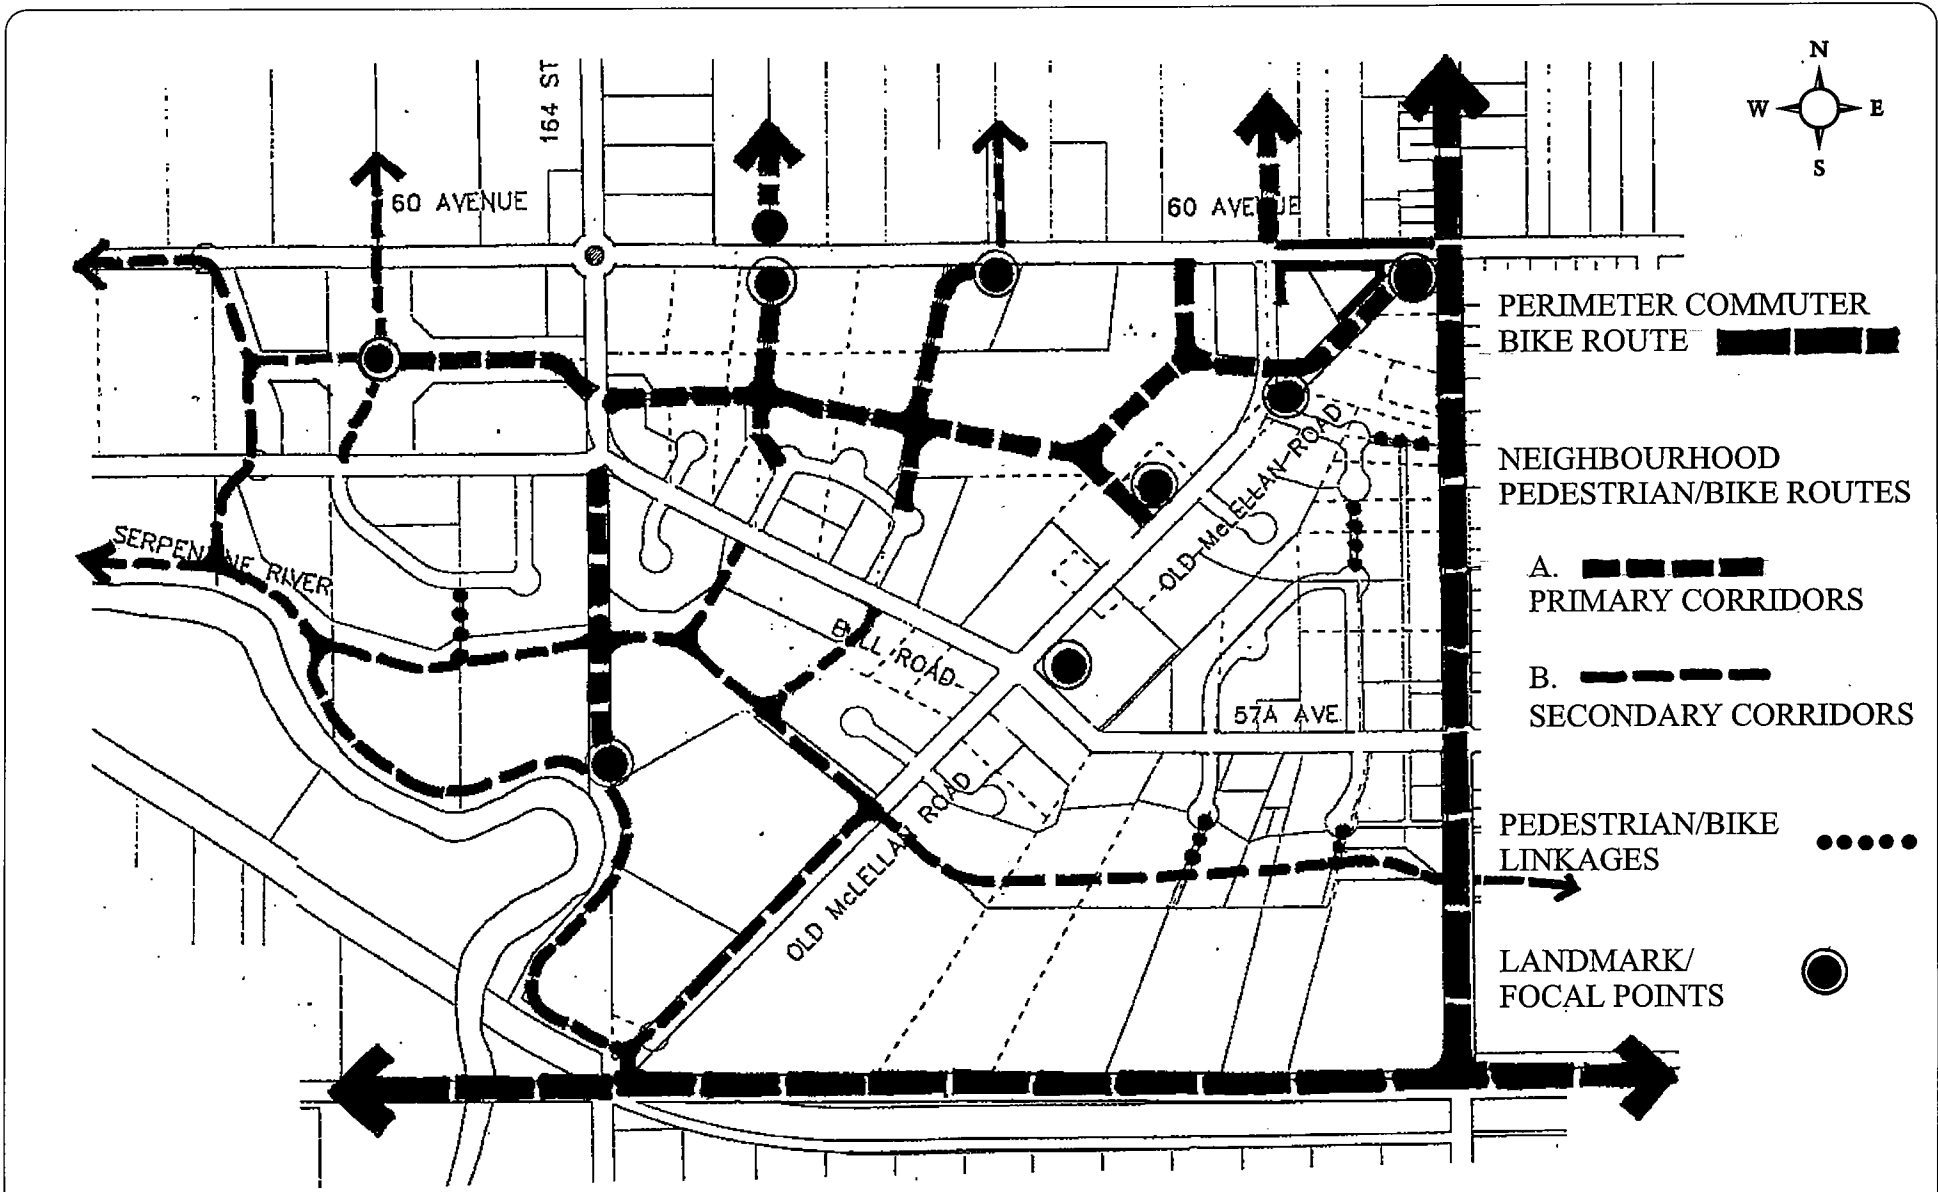 N
W E
S
164 ST
60 AVENUE
60 AVENUE
PERIMETER COMMUTER
BIKE ROUTE
NEIGHBOURHOOD
PEDESTRIAN/BIKE ROUTES
A.
PRIMARY CORRIDORS
B.
SECONDARY CORRIDORS
PEDESTRIAN/BIKE
LINKAGES
LANDMARK/
FOCAL POINTS
OLD McLELLAN ROAD
SERPENTINE RIVER
BELL ROAD
57A AVE
OLD McLELLAN ROAD